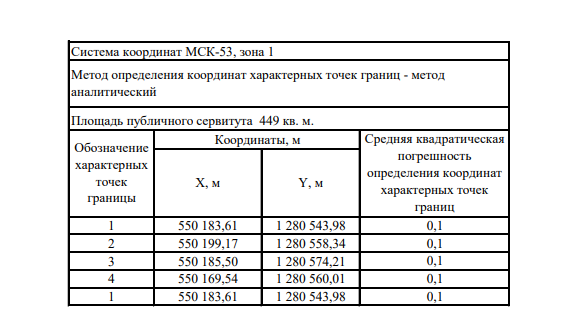 Система координат МСК-53, зона 1
Метод определения координат характерных точек границ - метод
аналитический
Площадь публичного сервитута  449 кв. м.
Обозначение
характерных
точек
границы
Координаты, м
Средняя квадратическая
погрешность
определения координат
характерных точек
границ
X, м
Y, м
1 550 183,61 1 280 543,98 0,1
2 550 199,17 1 280 558,34 0,1
3 550 185,50 1 280 574,21 0,1
4 550 169,54 1 280 560,01 0,1
1 550 183,61 1 280 543,98 0,1